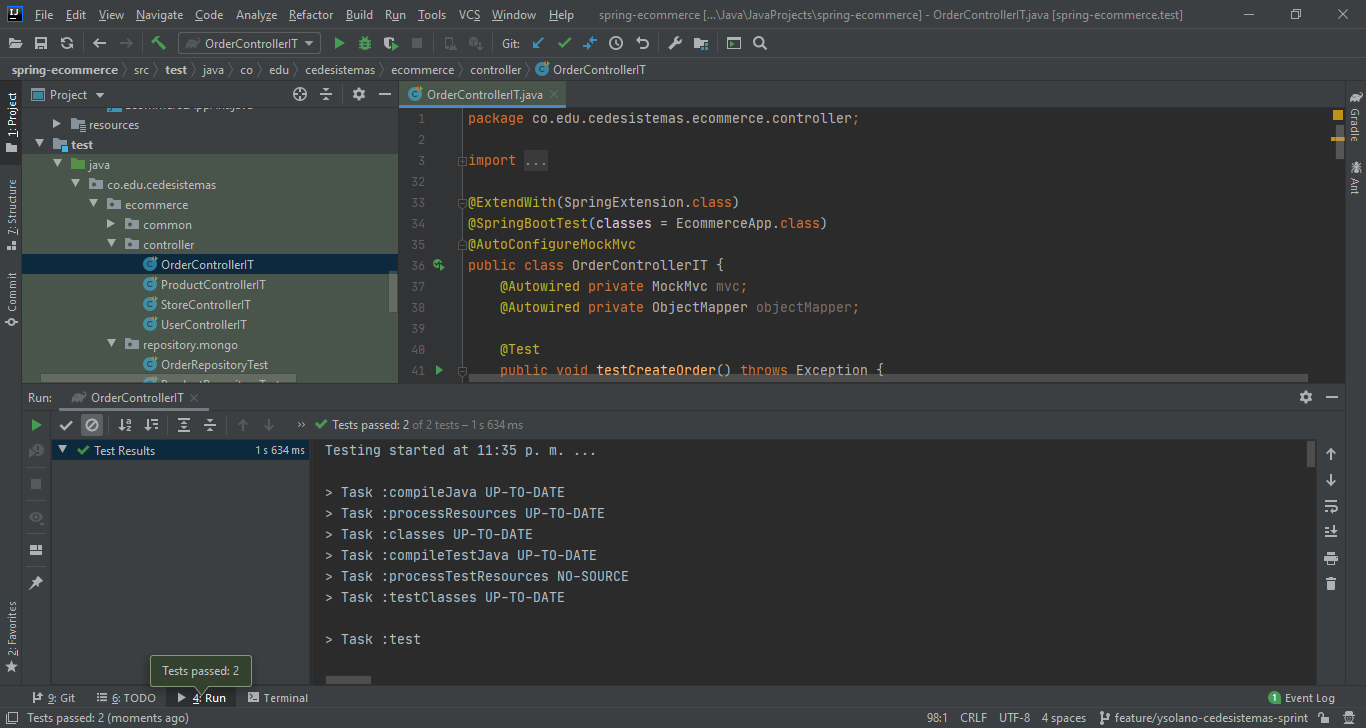 File Edit View Navigate Code Analyze Refactor Build Run Tools VCS Window Help spring-ecommerce [...\Java\JavaProjects\spring-ecommerce] - OrderControllerIT.java [spring-ecommerce.test]
OrderControllerIT Git:
spring-ecommerce src test java co edu cedesistemas ecommerce controller OrderControllerIT
1: Project
7: Structure
Commit
2: Favorites
Project
resources
test
java
co.edu.cedesistemas
ecommerce
common
controller
OrderControllerIT
ProductControllerIT
StoreControllerIT
UserControllerIT
repository.mongo
OrderRepositoryTest
OrderControllerIT.java
1 package co.edu.cedesistemas.ecommerce.controller;
2
3 import ...
32
33 @ExtendWith(SpringExtension.class)
34 @SpringBootTest(classes = EcommerceApp.class)
35 @AutoConfigureMockMvc
36 public class OrderControllerIT {
37 @Autowired private MockMvc mvc;
38 @Autowired private ObjectMapper objectMapper;
39
40 @Test
41 public void testCreateOrder() throws Exception {
Gradle
Ant
Run: OrderControllerIT
Tests passed: 2 of 2 tests – 1 s 634 ms
Test Results 1 s 634 ms
Testing started at 11:35 p. m. ...
> Task :compileJava UP-TO-DATE
> Task :processResources UP-TO-DATE
> Task :classes UP-TO-DATE
> Task :compileTestJava UP-TO-DATE
> Task :processTestResources NO-SOURCE
> Task :testClasses UP-TO-DATE
> Task :test
Tests passed: 2
9: Git 6: TODO 4: Run Terminal 1 Event Log
Tests passed: 2 (moments ago) 98:1 CRLF UTF-8 4 spaces feature/ysolano-cedesistemas-sprint